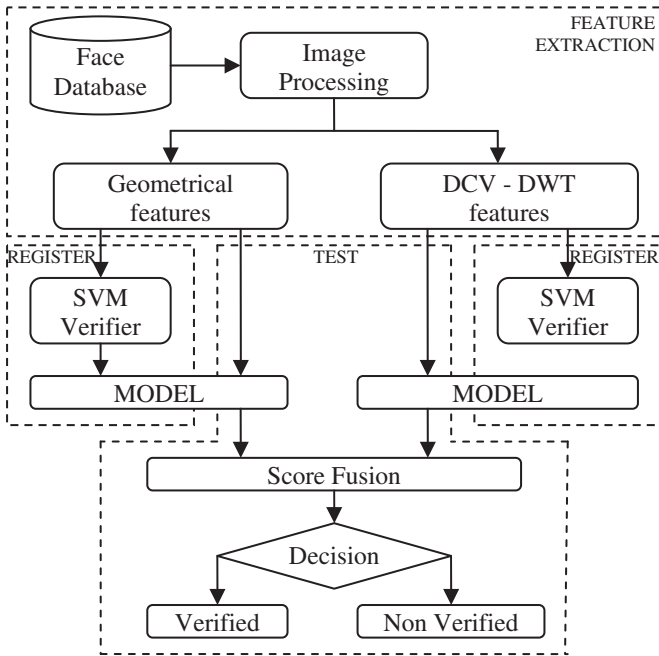 FEATURE
EXTRACTION
Face
Database
Image
Processing
Geometrical
features
DCV - DWT
features
REGISTER
TEST
REGISTER
SVM
Verifier
SVM
Verifier
MODEL
MODEL
Score Fusion
Decision
Verified
Non Verified